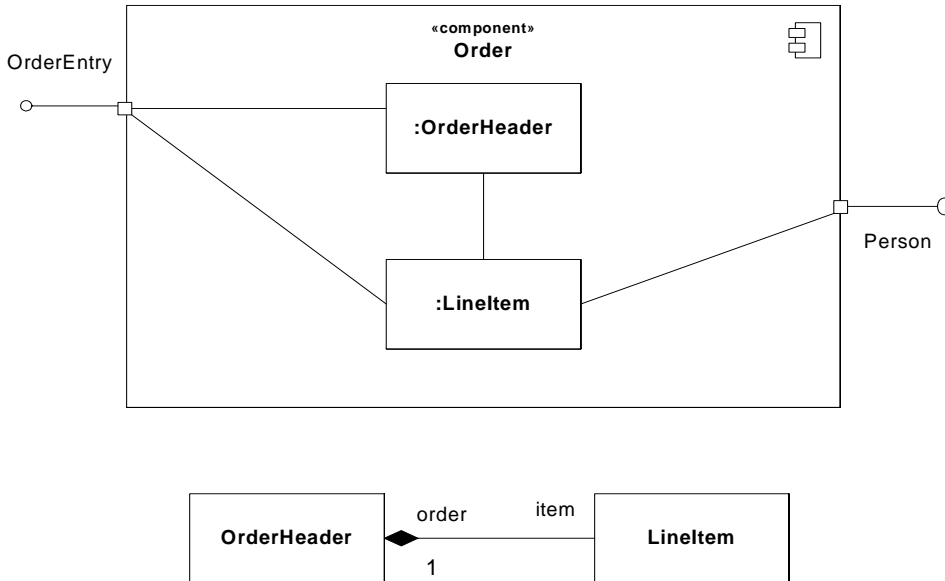 «component»
Order
OrderEntry
:OrderHeader
Person
:LineItem
order
item
OrderHeader
LineItem
1